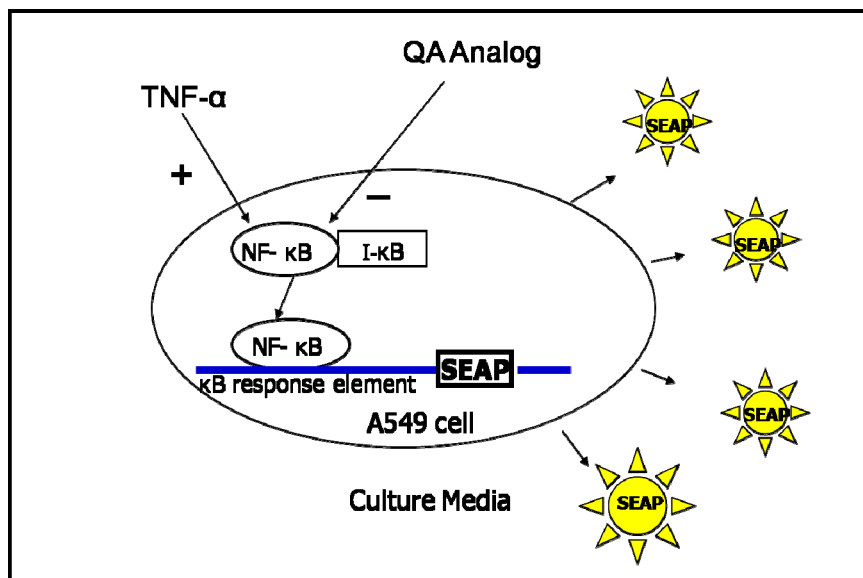 QA Analog
TNF-α
SEAP
+
–
SEAP
NF- κB
I-κB
NF- κB
SEAP
κB response element
A549 cell
SEAP
Culture Media
SEAP